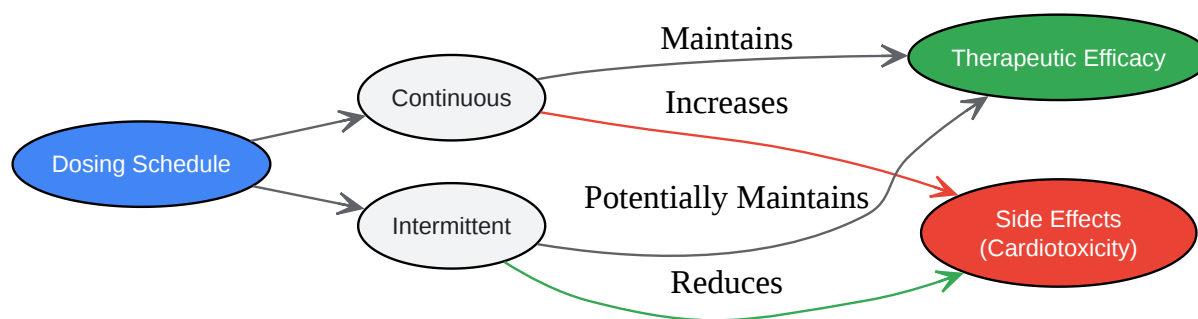 Maintains
Therapeutic Efficacy
Continuous
Increases
Dosing Schedule
Potentially Maintains
Intermittent
Side Effects
(Cardiotoxicity)
Reduces